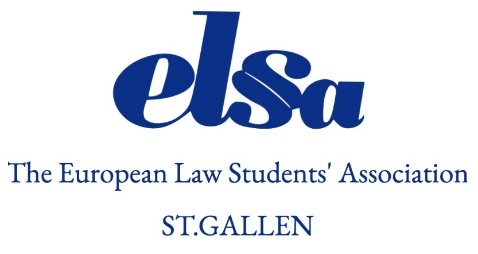 elsa
The European Law Students' Association
ST.GALLEN